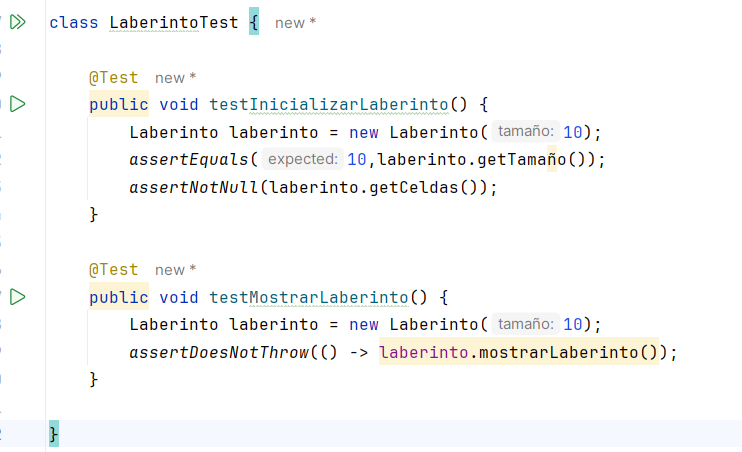 class LaberintoTest { new *
@Test new *
public void testInicializarLaberinto() {
Laberinto laberinto = new Laberinto( tamaño: 10);
assertEquals( expected: 10,laberinto.getTamaño());
assertNotNull(laberinto.getCeldas());
}
@Test new *
public void testMostrarLaberinto() {
Laberinto laberinto = new Laberinto( tamaño: 10);
assertDoesNotThrow(() -> laberinto.mostrarLaberinto());
}
}